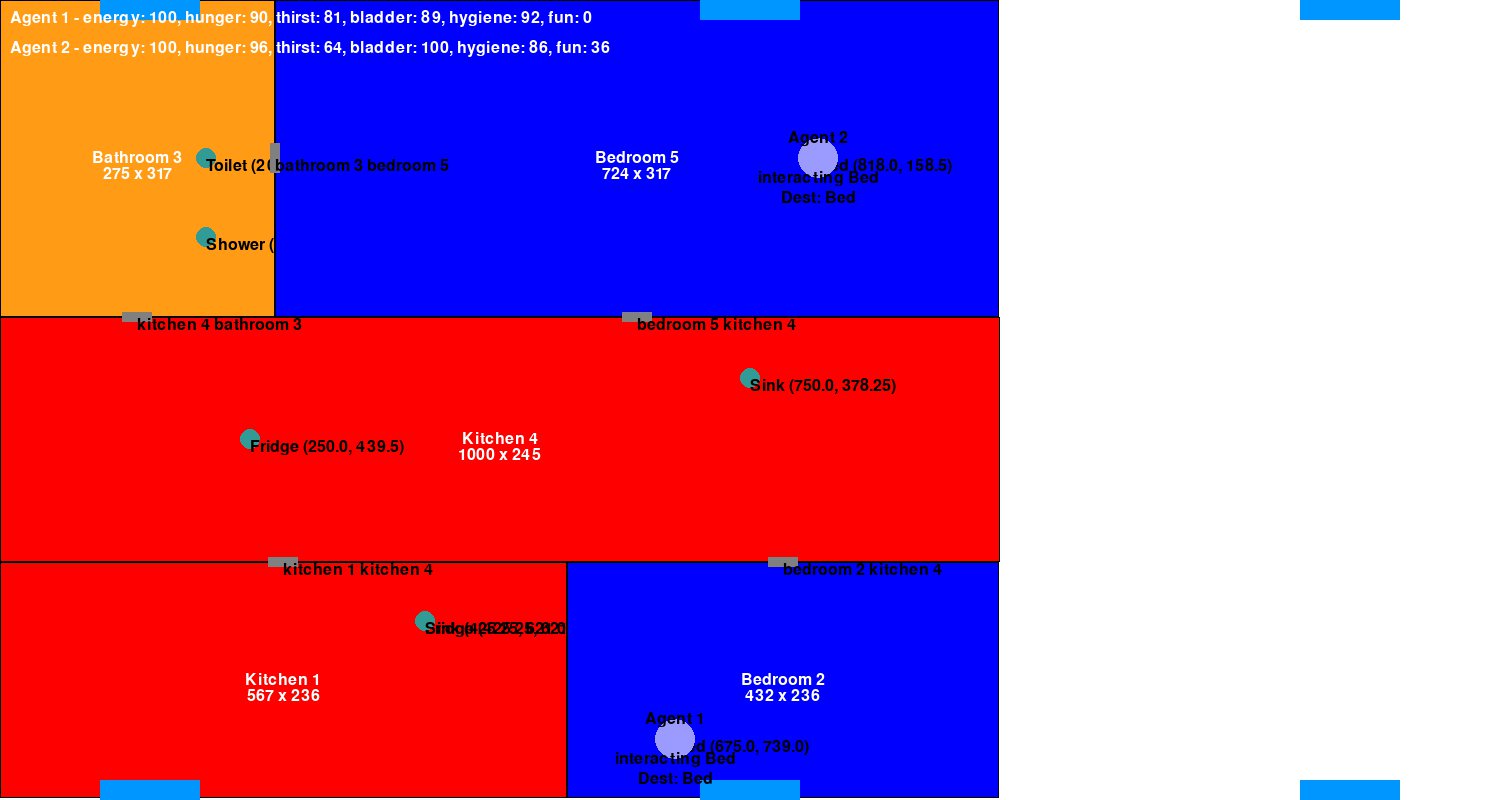 Agent 1 - energy: 100, hunger: 90, thirst: 81, bladder: 89, hygiene: 92, fun: 0
Agent 2 - energy: 100, hunger: 96, thirst: 64, bladder: 100, hygiene: 86, fun: 36
Agent 2
Bathroom 3
275 x 317
Toilet (20
bathroom 3 bedroom 5
Bedroom 5
724 x 317
d (818.0, 158.5)
interacting Bed
Dest: Bed
Shower (
kitchen 4 bathroom 3
bedroom 5 kitchen 4
Sink (750.0, 378.25)
Fridge (250.0, 439.5)
Kitchen 4
1000 x 245
kitchen 1 kitchen 4
bedroom 2 kitchen 4
Kitchen 1
567 x 236
Bedroom 2
432 x 236
Agent 1
d (675.0, 739.0)
interacting Bed
Dest: Bed